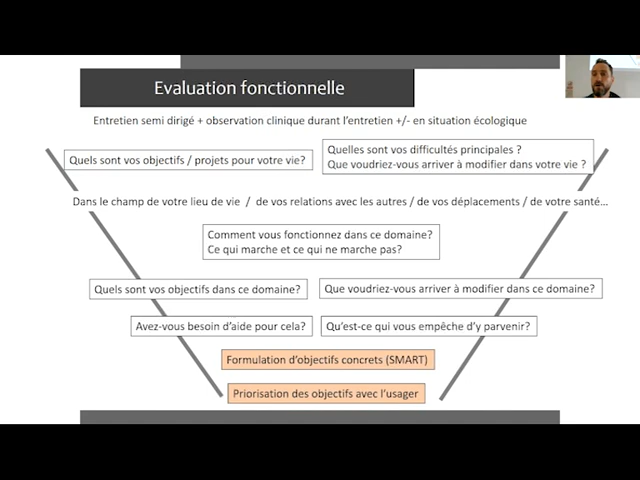 Evaluation fonctionnelle
Entretien semi dirigé + observation clinique durant l'entretien +/- en situation écologique
Quels sont vos objectifs / projets pour votre vie?
Quelles sont vos difficultés principales ?
Que voudriez-vous arriver à modifier dans votre vie ?
Dans le champ de votre lieu de vie / de vos relations avec les autres / de vos déplacements / de votre santé...
Comment vous fonctionnez dans ce domaine?
Ce qui marche et ce qui ne marche pas?
Quels sont vos objectifs dans ce domaine?
Que voudriez-vous arriver à modifier dans ce domaine?
Avez-vous besoin d'aide pour cela?
Qu'est-ce qui vous empêche d'y parvenir?
Formulation d'objectifs concrets (SMART)
Priorisation des objectifs avec l'usager